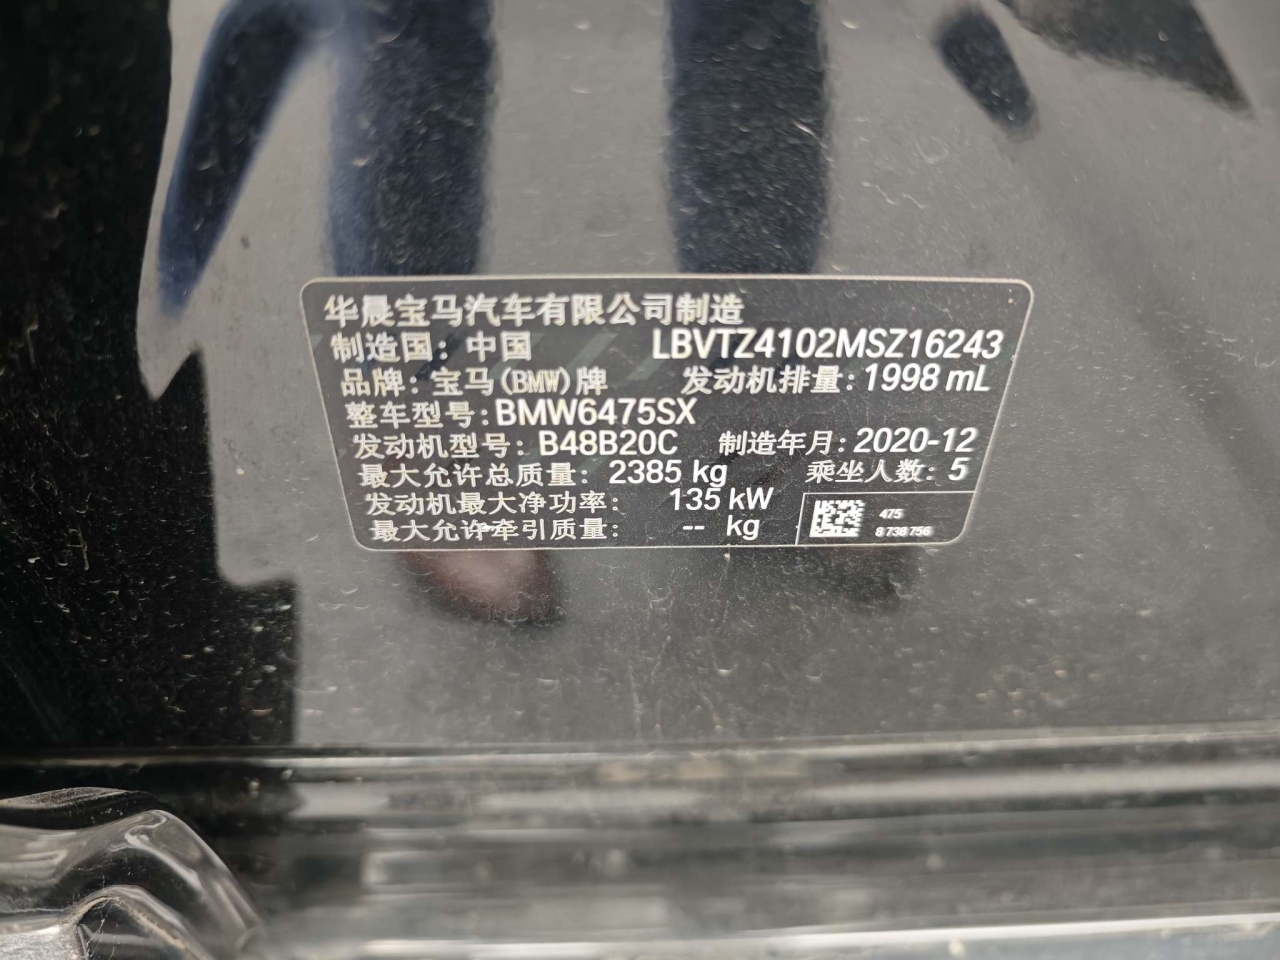 华晨宝马汽车有限公司制造
制造国：中国 LBVTZ4102MSZ16243
品牌：宝马(BMW)牌 发动机排量：1998 mL
整车型号：BMW6475SX
发动机型号：B48B20C 制造年月：2020-12
最大允许总质量：2385 kg 乘坐人数：5
发动机最大净功率： 135 kW
最大允许牵引质量： -- kg
475
8 738 756